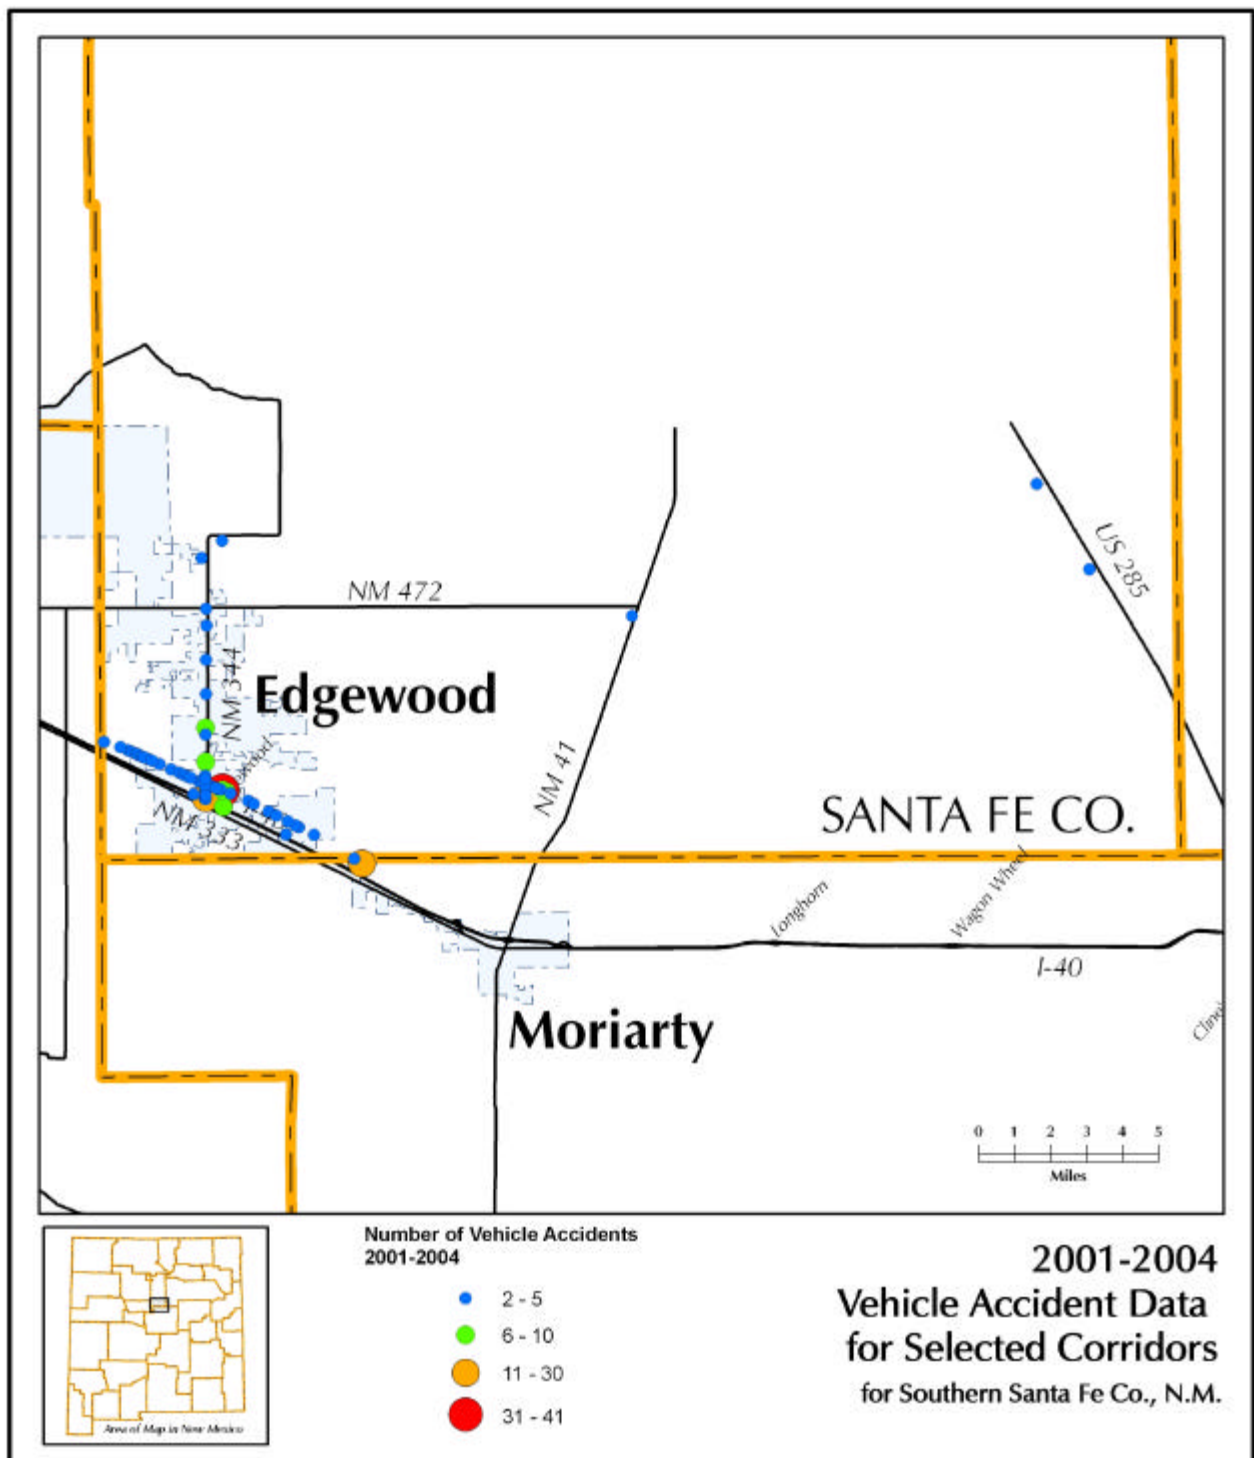 US 285
NM 472
NM 344
Edgewood
NM 41
NM 333
SANTA FE CO.
Longhorn
Wagon Wheel
I-40
Moriarty
0 1 2 3 4 5
Miles
Number of Vehicle Accidents
2001-2004
2 - 5
6 - 10
11 - 30
31 - 41
2001-2004
Vehicle Accident Data
for Selected Corridors
for Southern Santa Fe Co., N.M.
Area of Map in New Mexico